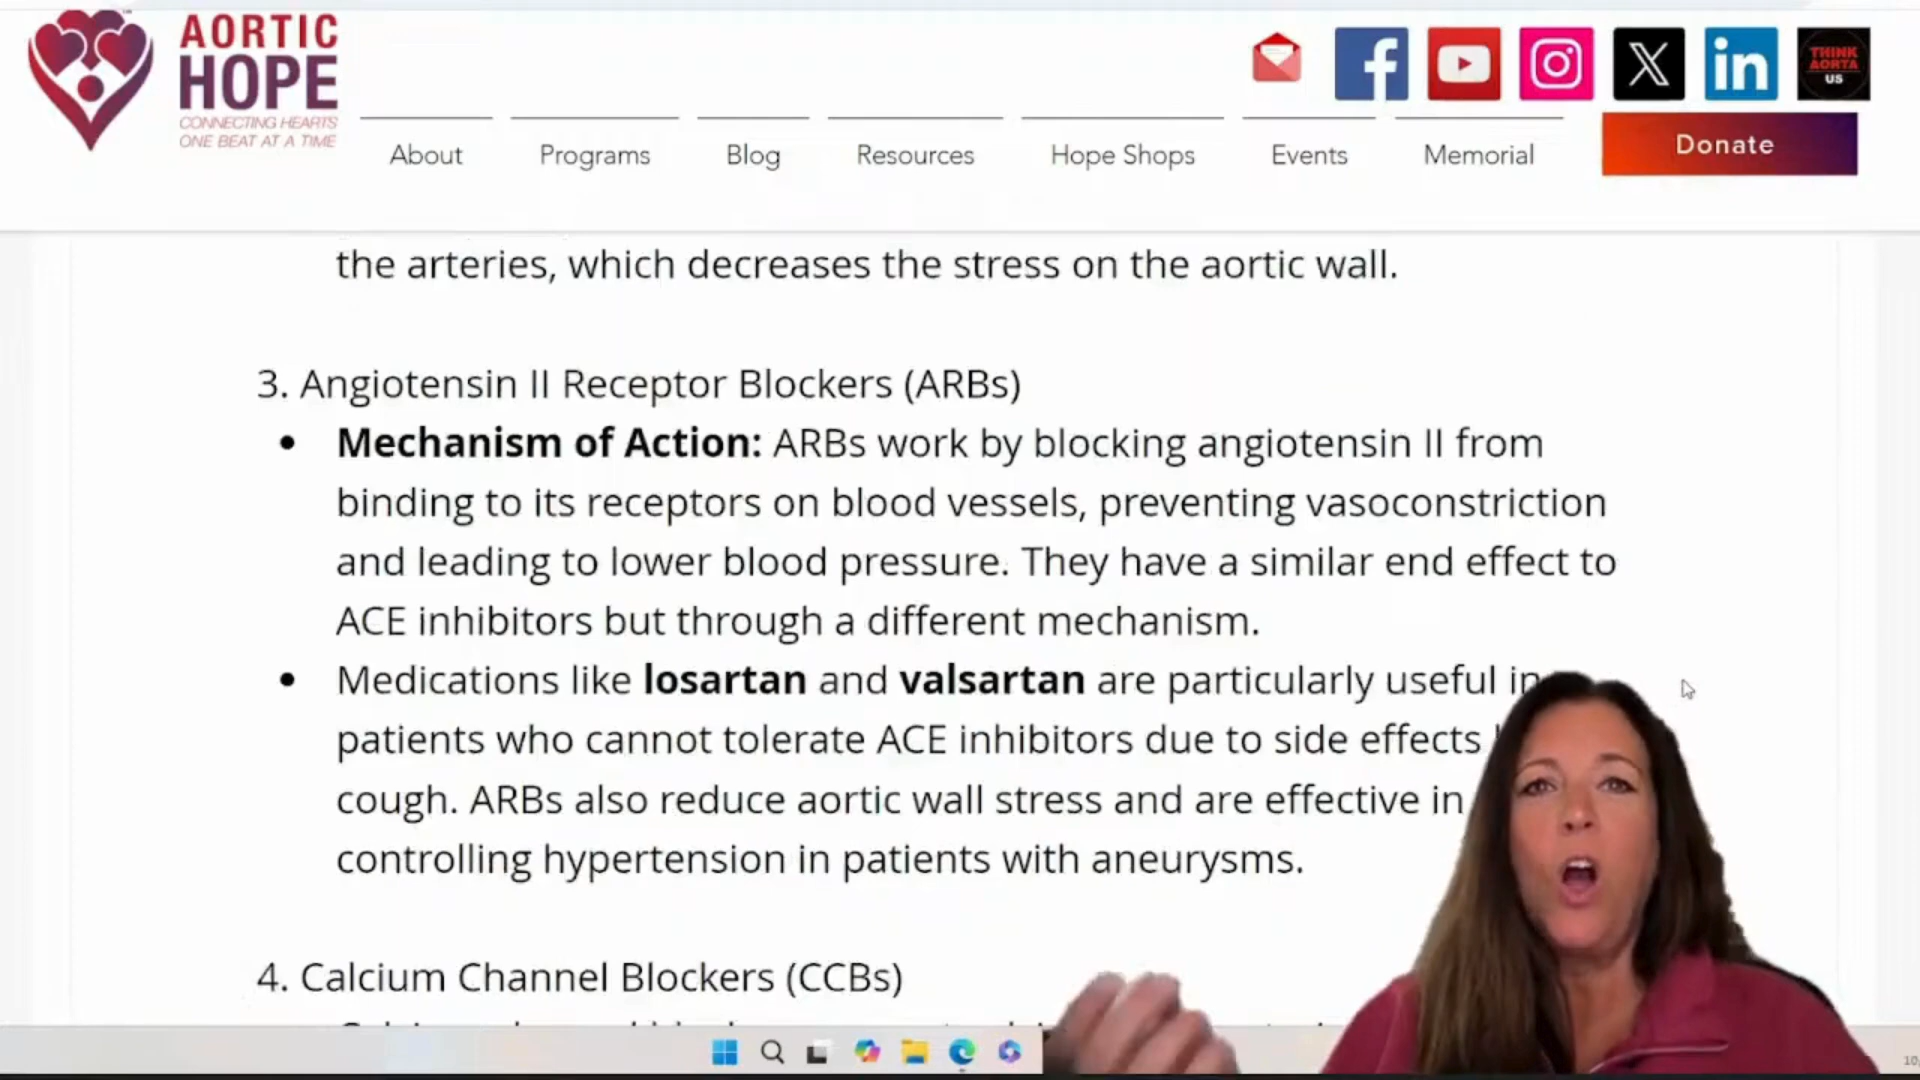 AORTIC
HOPE
CONNECTING HEARTS
ONE BEAT AT A TIME
THINK
AORTA
US
About Programs Blog Resources Hope Shops Events Memorial Donate
the arteries, which decreases the stress on the aortic wall.
3. Angiotensin II Receptor Blockers (ARBs)
• Mechanism of Action: ARBs work by blocking angiotensin II from
binding to its receptors on blood vessels, preventing vasoconstriction
and leading to lower blood pressure. They have a similar end effect to
ACE inhibitors but through a different mechanism.
• Medications like losartan and valsartan are particularly useful in
patients who cannot tolerate ACE inhibitors due to side effects
cough. ARBs also reduce aortic wall stress and are effective in
controlling hypertension in patients with aneurysms.
4. Calcium Channel Blockers (CCBs)